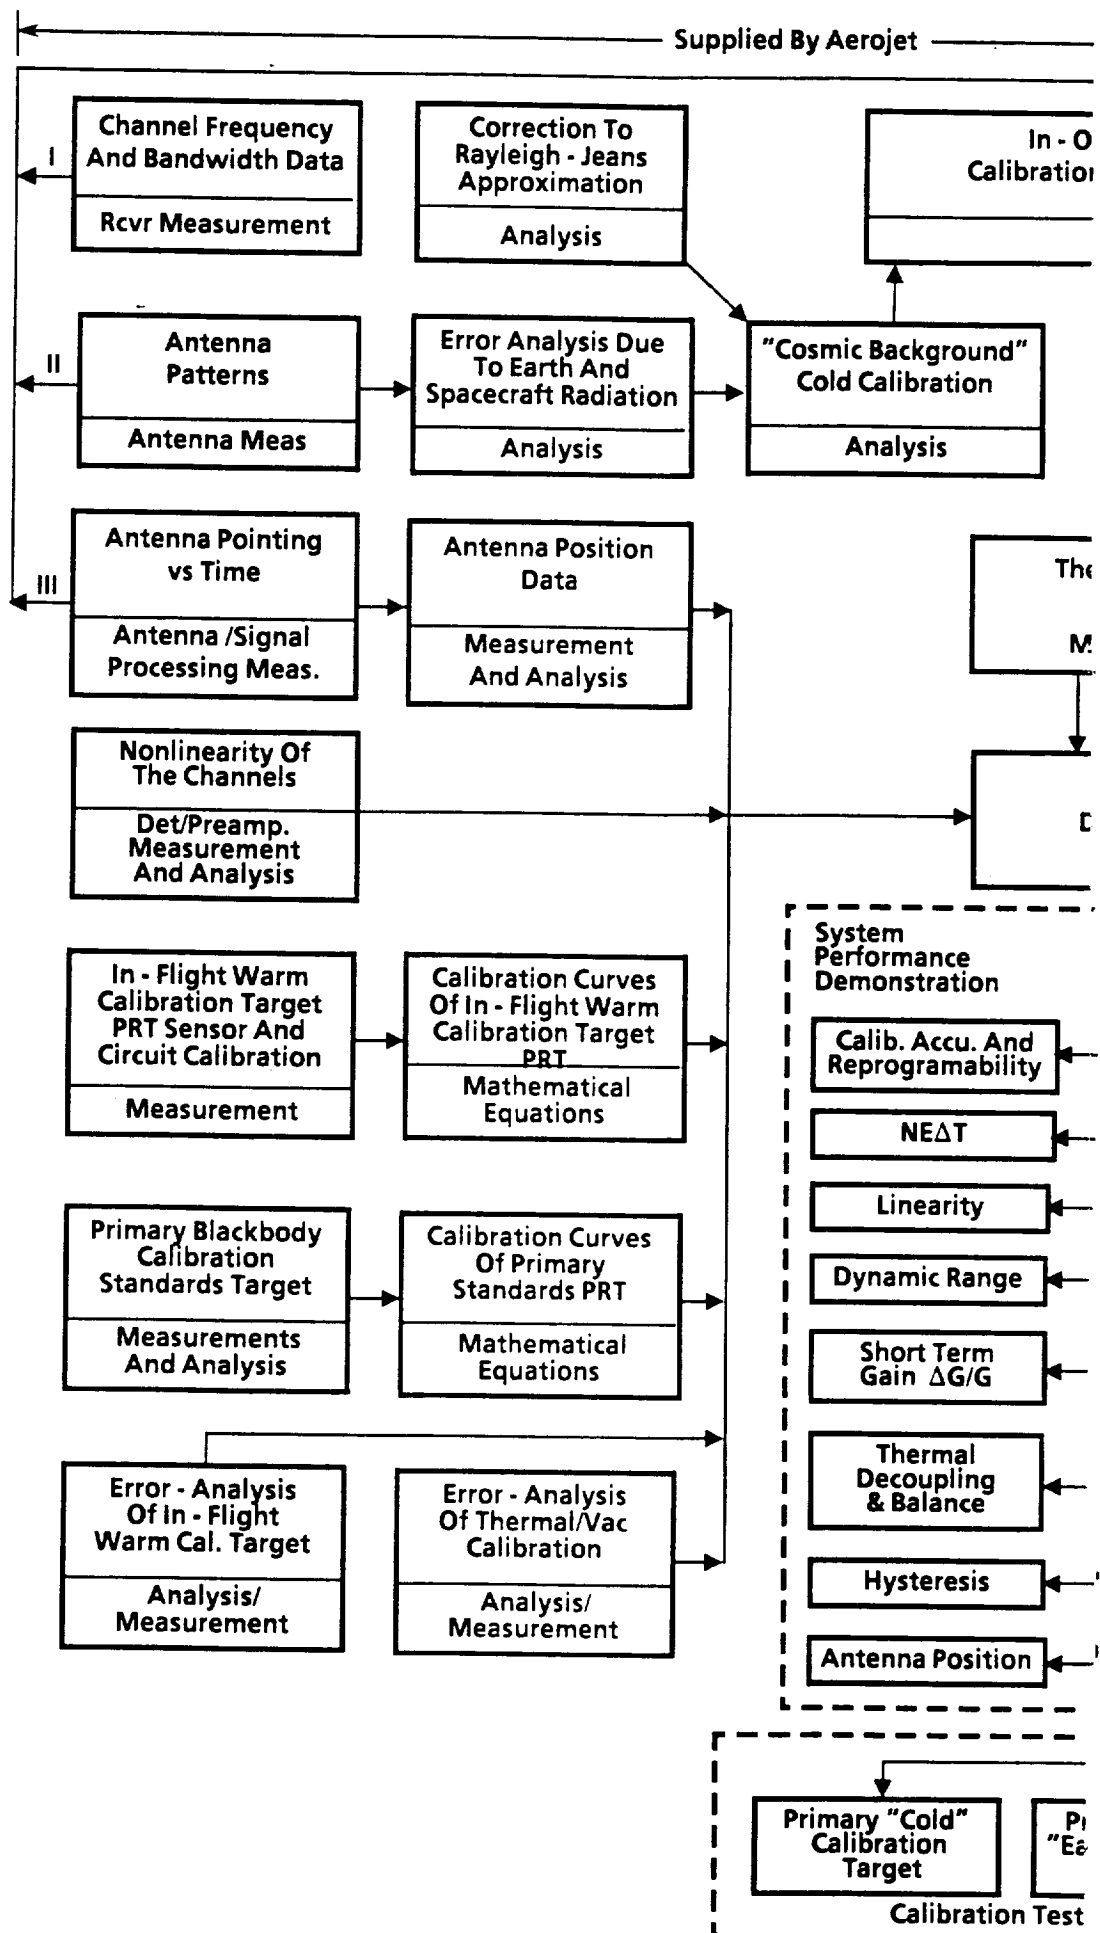 Supplied By Aerojet
Channel Frequency
And Bandwidth Data
Rcvr Measurement
I
Correction To
Rayleigh - Jeans
Approximation
Analysis
In - O
Calibration
II
Antenna
Patterns
Antenna Meas
Error Analysis Due
To Earth And
Spacecraft Radiation
Analysis
"Cosmic Background"
Cold Calibration
Analysis
III
Antenna Pointing
vs Time
Antenna /Signal
Processing Meas.
Antenna Position
Data
Measurement
And Analysis
The
M
Nonlinearity Of
The Channels
Det/Preamp.
Measurement
And Analysis
In - Flight Warm
Calibration Target
PRT Sensor And
Circuit Calibration
Measurement
Calibration Curves
Of In - Flight Warm
Calibration Target
PRT
Mathematical
Equations
Primary Blackbody
Calibration
Standards Target
Measurements
And Analysis
Calibration Curves
Of Primary
Standards PRT
Mathematical
Equations
Error - Analysis
Of In - Flight
Warm Cal. Target
Analysis/
Measurement
Error - Analysis
Of Thermal/Vac
Calibration
Analysis/
Measurement
System
Performance
Demonstration
Calib. Accu. And
Reprogramability
NEΔT
Linearity
Dynamic Range
Short Term
Gain ΔG/G
Thermal
Decoupling
& Balance
Hysteresis
Antenna Position
Primary "Cold"
Calibration
Target
"Ea
Calibration Test